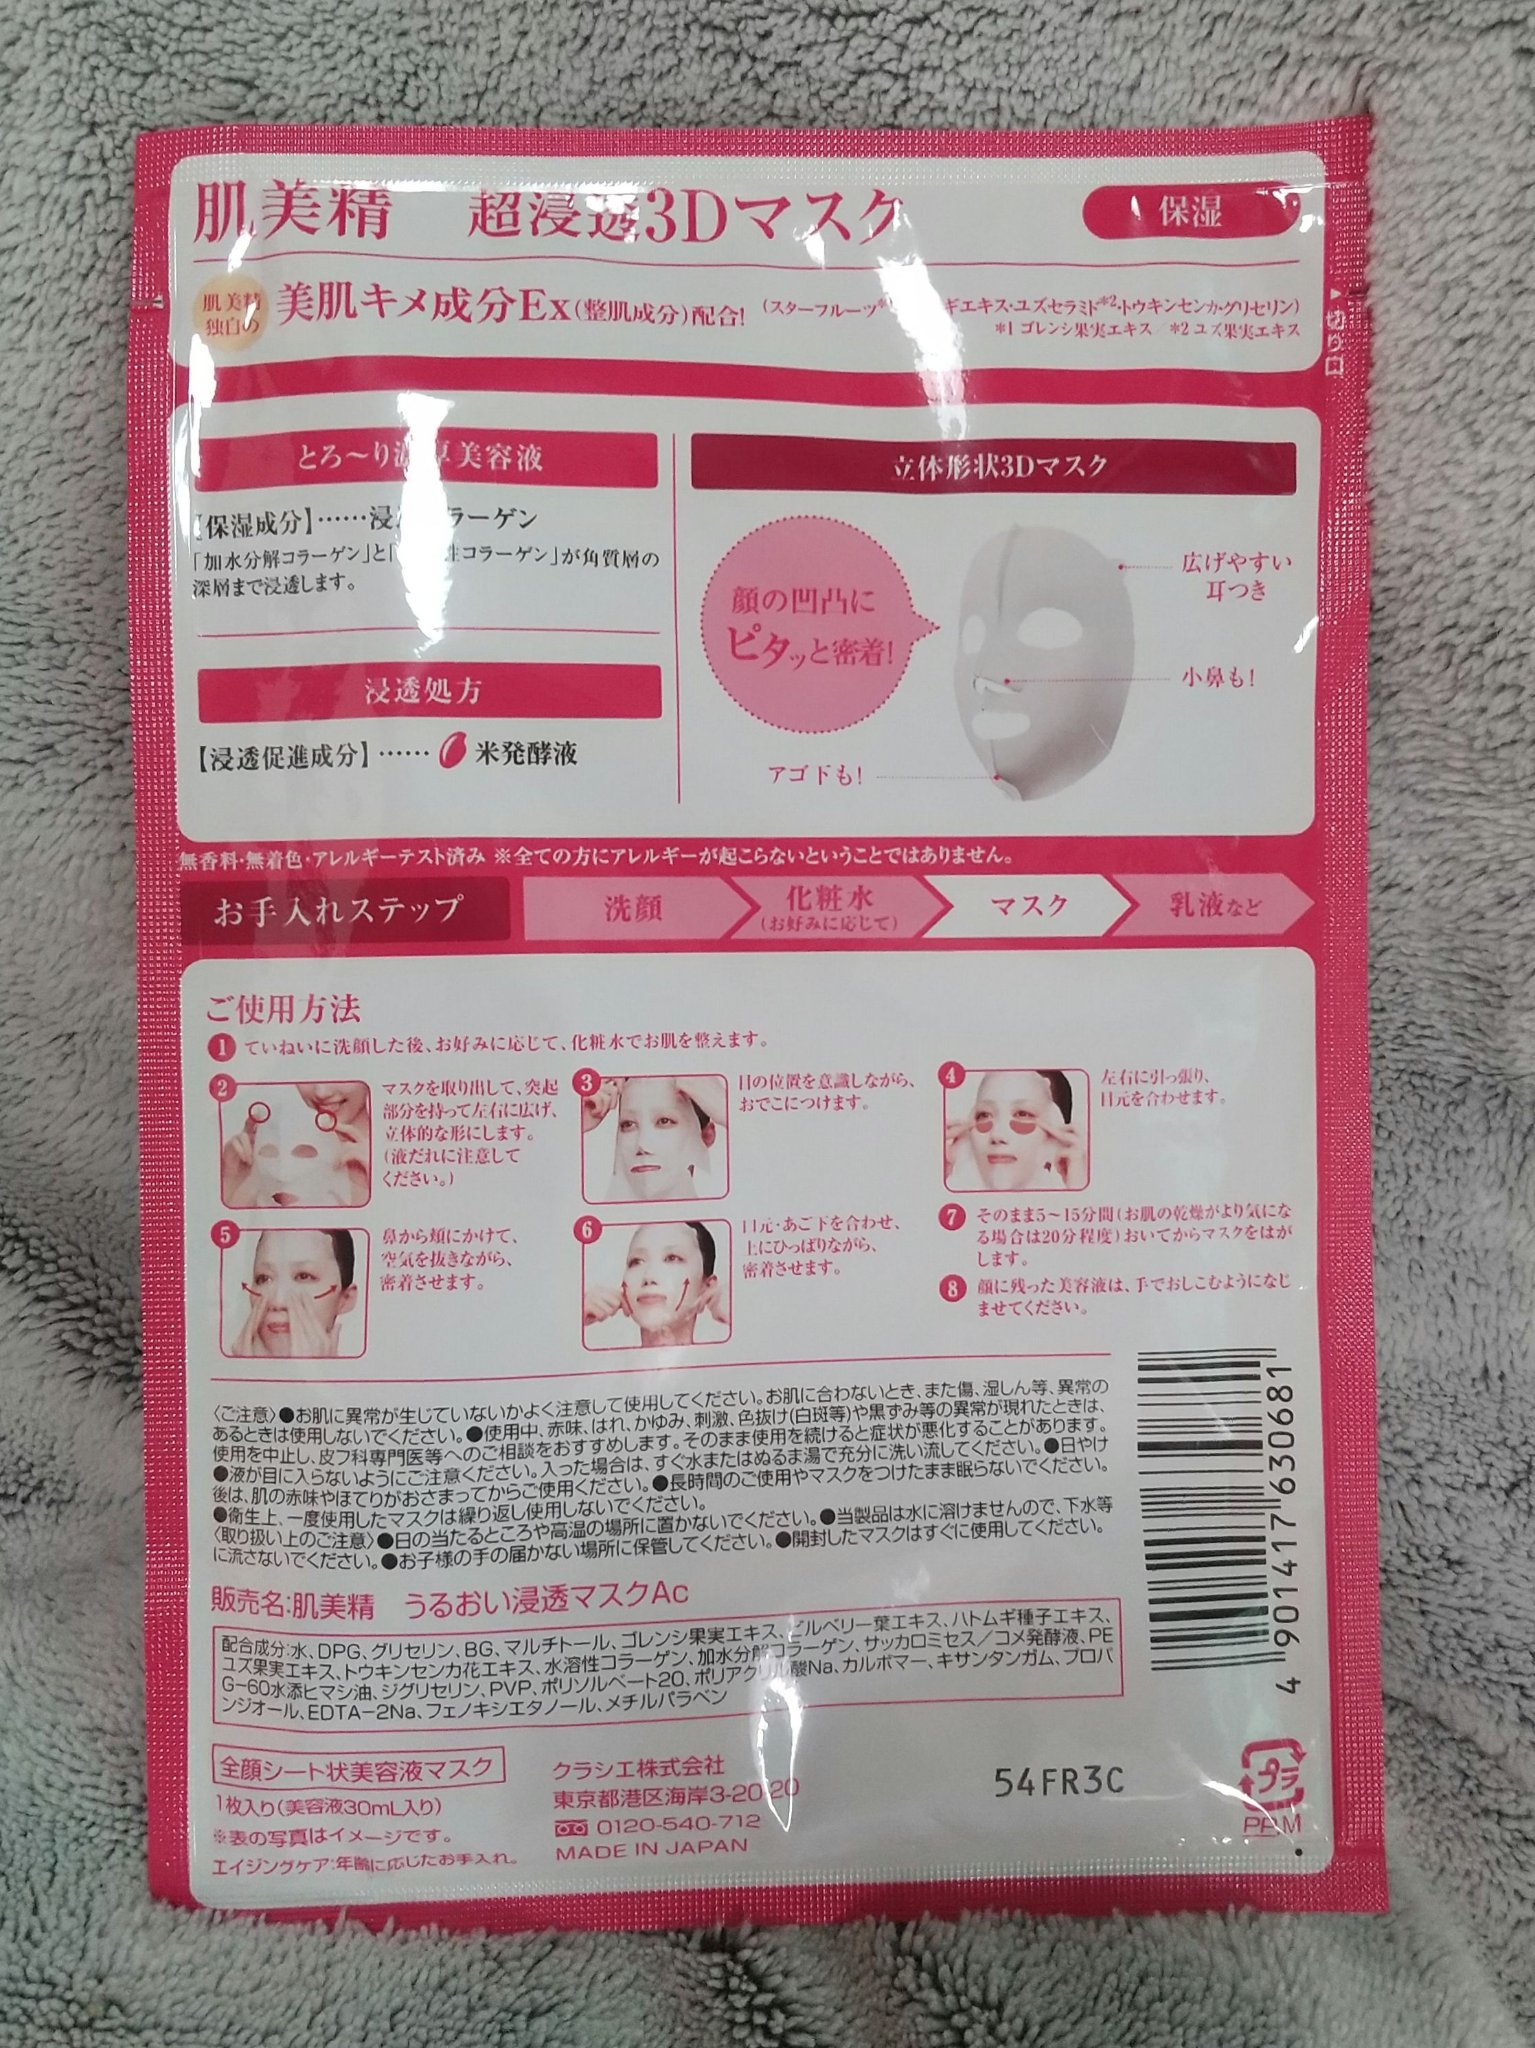 肌美精 超浸透3Dマスク
保湿
肌美精
独自の
美肌キメ成分Ex(整肌成分)配合!
(スターフルーツ*1 ギエキス・ユズセラミド*2・トウキンセンカ・グリセリン)
*1 ゴレンシ果実エキス *2 ユズ果実エキス
切り口
とろ〜り濃厚美容液
【保湿成分】……浸 ラーゲン
「加水分解コラーゲン」と「 性コラーゲン」が角質層の
深層まで浸透します。
浸透処方
【浸透促進成分】…… 米発酵液
立体形状3Dマスク
顔の凹凸に
ピタッと密着!
広げやすい
耳つき
小鼻も!
アゴ下も!
無香料・無着色・アレルギーテスト済み ※全ての方にアレルギーが起こらないということではありません。
お手入れステップ
洗顔
化粧水
(お好みに応じて)
マスク
乳液など
ご使用方法
1 ていねいに洗顔した後、お好みに応じて、化粧水でお肌を整えます。
2 マスクを取り出して、突起
部分を持って左右に広げ、
立体的な形にします。
(液だれに注意して
ください。)
3 目の位置を意識しながら、
おでこにつけます。
4 左右に引っ張り、
目元を合わせます。
5 鼻から頬にかけて、
空気を抜きながら、
密着させます。
6 口元・あご下を合わせ、
上にひっぱりながら、
密着させます。
7 そのまま5〜15分間(お肌の乾燥がより気にな
る場合は20分程度)おいてからマスクをはが
します。
8 顔に残った美容液は、手でおしこむようになじ
ませてください。
〈ご注意〉●お肌に異常が生じていないかよく注意して使用してください。お肌に合わないとき、また傷、湿しん等、異常の
あるときは使用しないでください。●使用中、赤味、はれ、かゆみ、刺激、色抜け(白斑等)や黒ずみ等の異常が現れたときは、
使用を中止し、皮フ科専門医等へのご相談をおすすめします。そのまま使用を続けると症状が悪化することがあります。
●液が目に入らないようにご注意ください。入った場合は、すぐ水またはぬるま湯で充分に洗い流してください。●日やけ
後は、肌の赤味やほてりがおさまってからご使用ください。●長時間のご使用やマスクをつけたまま眠らないでください。
●衛生上、一度使用したマスクは繰り返し使用しないでください。
〈取り扱い上のご注意〉●日の当たるところや高温の場所に置かないでください。●当製品は水に溶けませんので、下水等
に流さないでください。●お子様の手の届かない場所に保管してください。●開封したマスクはすぐに使用してください。
販売名:肌美精 うるおい浸透マスクAc
配合成分:水、DPG、グリセリン、BG、マルチトール、ゴレンシ果実エキス、ビルベリー葉エキス、ハトムギ種子エキス、
ユズ果実エキス、トウキンセンカ花エキス、水溶性コラーゲン、加水分解コラーゲン、サッカロミセス/コメ発酵液、PE
G-60水添ヒマシ油、ジグリセリン、PVP、ポリソルベート20、ポリアクリル酸Na、カルボマー、キサンタンガム、プロパ
ンジオール、EDTA-2Na、フェノキシエタノール、メチルパラベン
全顔シート状美容液マスク
1枚入り(美容液30mL入り)
※表の写真はイメージです。
エイジングケア:年齢に応じたお手入れ。
クラシエ株式会社
東京都港区海岸3-20-20
0120-540-712
MADE IN JAPAN
54FR3C
プラ
PE,M
4 901417 630681